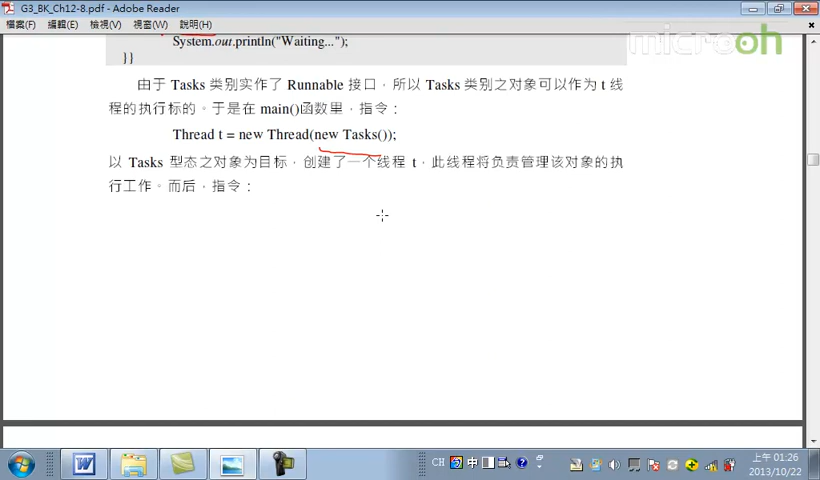 G3_BK_Ch12-8.pdf - Adobe Reader
檔案(F) 編輯(E) 檢視(V) 視窗(W) 說明(H)
microoh
System.out.println("Waiting...");
}}
由于 Tasks 类别实作了 Runnable 接口，所以 Tasks 类别之对象可以作为 t 线
程的执行标的。于是在 main()函数里，指令：
Thread t = new Thread(new Tasks());
以 Tasks 型态之对象为目标，创建了一个线程 t，此线程将负责管理该对象的执
行工作。而后，指令：
CH 中
上午 01:26
2013/10/22